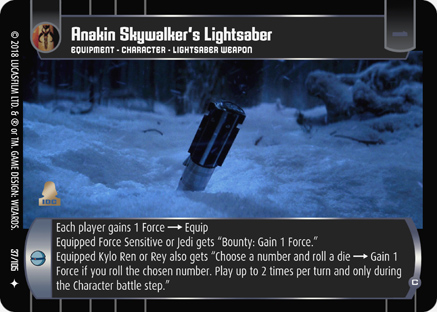 Anakin Skywalker's Lightsaber
EQUIPMENT - CHARACTER - LIGHTSABER WEAPON
© 2018 LUCASFILM LTD. & ® or TM. GAME DESIGN: WIZARDS.
37/105
IDC
Each player gains 1 Force → Equip
Equipped Force Sensitive or Jedi gets “Bounty: Gain 1 Force.”
Equipped Kylo Ren or Rey also gets “Choose a number and roll a die → Gain 1
Force if you roll the chosen number. Play up to 2 times per turn and only during
the Character battle step.”
C